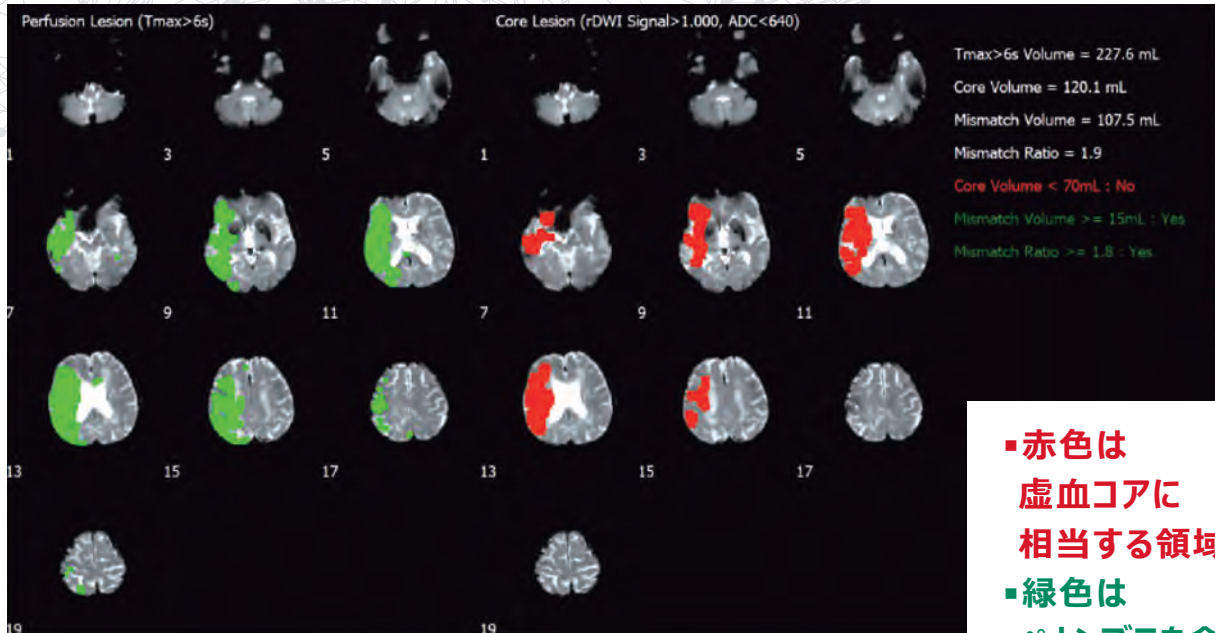 Perfusion Lesion (Tmax>6s)
Core Lesion (rDWI Signal>1.000, ADC<640)
Tmax>6s Volume = 227.6 mL
Core Volume = 120.1 mL
Mismatch Volume = 107.5 mL
Mismatch Ratio = 1.9
Core Volume < 70mL : No
Mismatch Volume >= 15mL : Yes
Mismatch Ratio >= 1.8 : Yes
1 3 5 1 3 5
7 9 11 7 9 11
13 15 17 13 15 17
19 19
▪赤色は
虚血コアに
相当する領域
▪緑色は